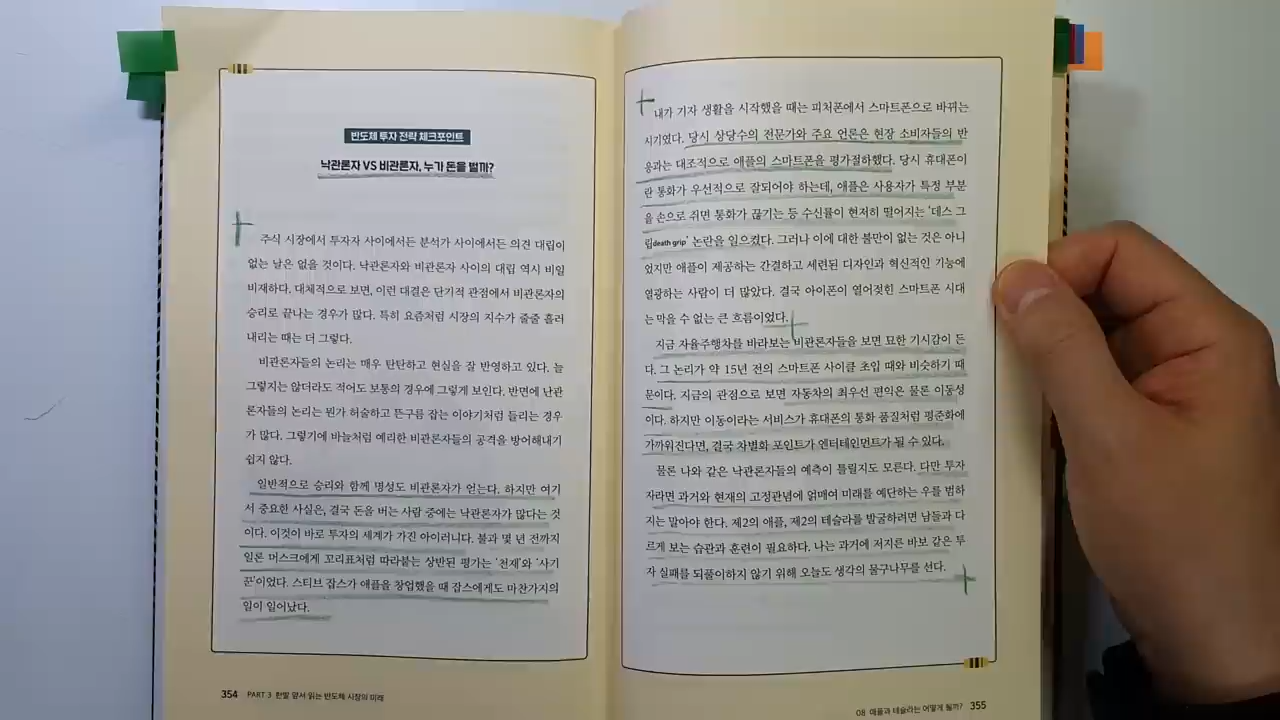 반도체 투자 전략 체크포인트
낙관론자 VS 비관론자, 누가 돈을 벌까?
주식 시장에서 투자자 사이에서든 분석가 사이에서든 의견 대립이
없는 날은 없을 것이다. 낙관론자와 비관론자 사이의 대립 역시 비일
비재하다. 대체적으로 보면, 이런 대결은 단기적 관점에서 비관론자의
승리로 끝나는 경우가 많다. 특히 요즘처럼 시장의 지수가 줄줄 흘러
내리는 때는 더 그렇다.
비관론자들의 논리는 매우 탄탄하고 현실을 잘 반영하고 있다. 늘
그렇지는 않더라도 적어도 보통의 경우에 그렇게 보인다. 반면에 낙관
론자들의 논리는 뭔가 허술하고 뜬구름 잡는 이야기처럼 들리는 경우
가 많다. 그렇기에 바늘처럼 예리한 비관론자들의 공격을 방어해내기
쉽지 않다.
일반적으로 승리와 함께 명성도 비관론자가 얻는다. 하지만 여기
서 중요한 사실은, 결국 돈을 버는 사람 중에는 낙관론자가 많다는 것
이다. 이것이 바로 투자의 세계가 가진 아이러니다. 불과 몇 년 전까지
일론 머스크에게 꼬리표처럼 따라붙는 상반된 평가는 ‘천재’와 ‘사기
꾼’이었다. 스티브 잡스가 애플을 창업했을 때 잡스에게도 마찬가지의
일이 일어났다.
354 PART 3 한발 앞서 읽는 반도체 시장의 미래
내가 기자 생활을 시작했을 때는 피처폰에서 스마트폰으로 바뀌는
시기였다. 당시 상당수의 전문가와 주요 언론은 현장 소비자들의 반
응과는 대조적으로 애플의 스마트폰을 평가절하했다. 당시 휴대폰이
란 통화가 우선적으로 잘되어야 하는데, 애플은 사용자가 특정 부분
을 손으로 쥐면 통화가 끊기는 등 수신률이 현저히 떨어지는 ‘데스 그
립death grip’ 논란을 일으켰다. 그러나 이에 대한 불만이 없는 것은 아니
었지만 애플이 제공하는 간결하고 세련된 디자인과 혁신적인 기능에
열광하는 사람이 더 많았다. 결국 아이폰이 열어젖힌 스마트폰 시대
는 막을 수 없는 큰 흐름이었다.
지금 자율주행차를 바라보는 비관론자들을 보면 묘한 기시감이 든
다. 그 논리가 약 15년 전의 스마트폰 사이클 초입 때와 비슷하기 때
문이다. 지금의 관점으로 보면 자동차의 최우선 편익은 물론 이동성
이다. 하지만 이동이라는 서비스가 휴대폰의 통화 품질처럼 평준화에
가까워진다면, 결국 차별화 포인트가 엔터테인먼트가 될 수 있다.
물론 나와 같은 낙관론자들의 예측이 틀릴지도 모른다. 다만 투자
자라면 과거와 현재의 고정관념에 얽매여 미래를 예단하는 우를 범하
지는 말아야 한다. 제2의 애플, 제2의 테슬라를 발굴하려면 남들과 다
르게 보는 습관과 훈련이 필요하다. 나는 과거에 저지른 바보 같은 투
자 실패를 되풀이하지 않기 위해 오늘도 생각의 물구나무를 선다.
08 애플과 테슬라는 어떻게 될까? 355